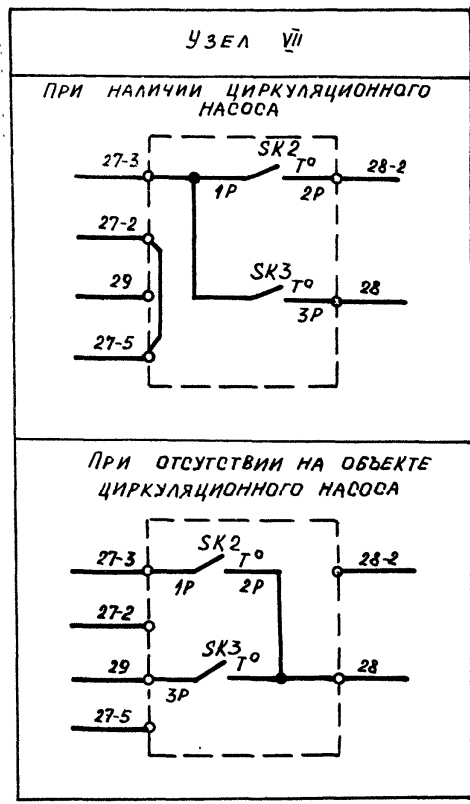 УЗЕЛ VII
ПРИ НАЛИЧИИ ЦИРКУЛЯЦИОННОГО
НАСОСА
27-3
SK2
T°
28-2
1P
2P
27-2
29
SK3
T°
28
3P
27-5
ПРИ ОТСУТСТВИИ НА ОБЪЕКТЕ
ЦИРКУЛЯЦИОННОГО НАСОСА
27-3
SK2
T°
28-2
1P
2P
27-2
29
SK3
T°
28
3P
27-5